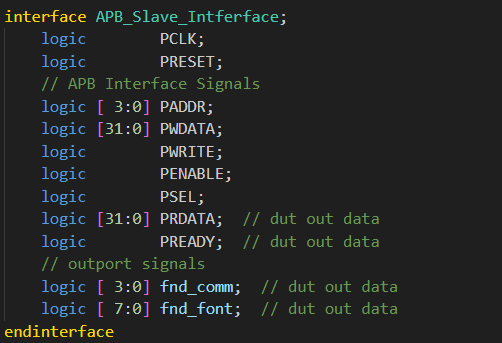 interface APB_Slave_Intferface;
    logic        PCLK;
    logic        PRESET;
    // APB Interface Signals
    logic [ 3:0] PADDR;
    logic [31:0] PWDATA;
    logic        PWRITE;
    logic        PENABLE;
    logic        PSEL;
    logic [31:0] PRDATA;  // dut out data
    logic        PREADY;  // dut out data
    // outport signals
    logic [ 3:0] fnd_comm;  // dut out data
    logic [ 7:0] fnd_font;  // dut out data
endinterface